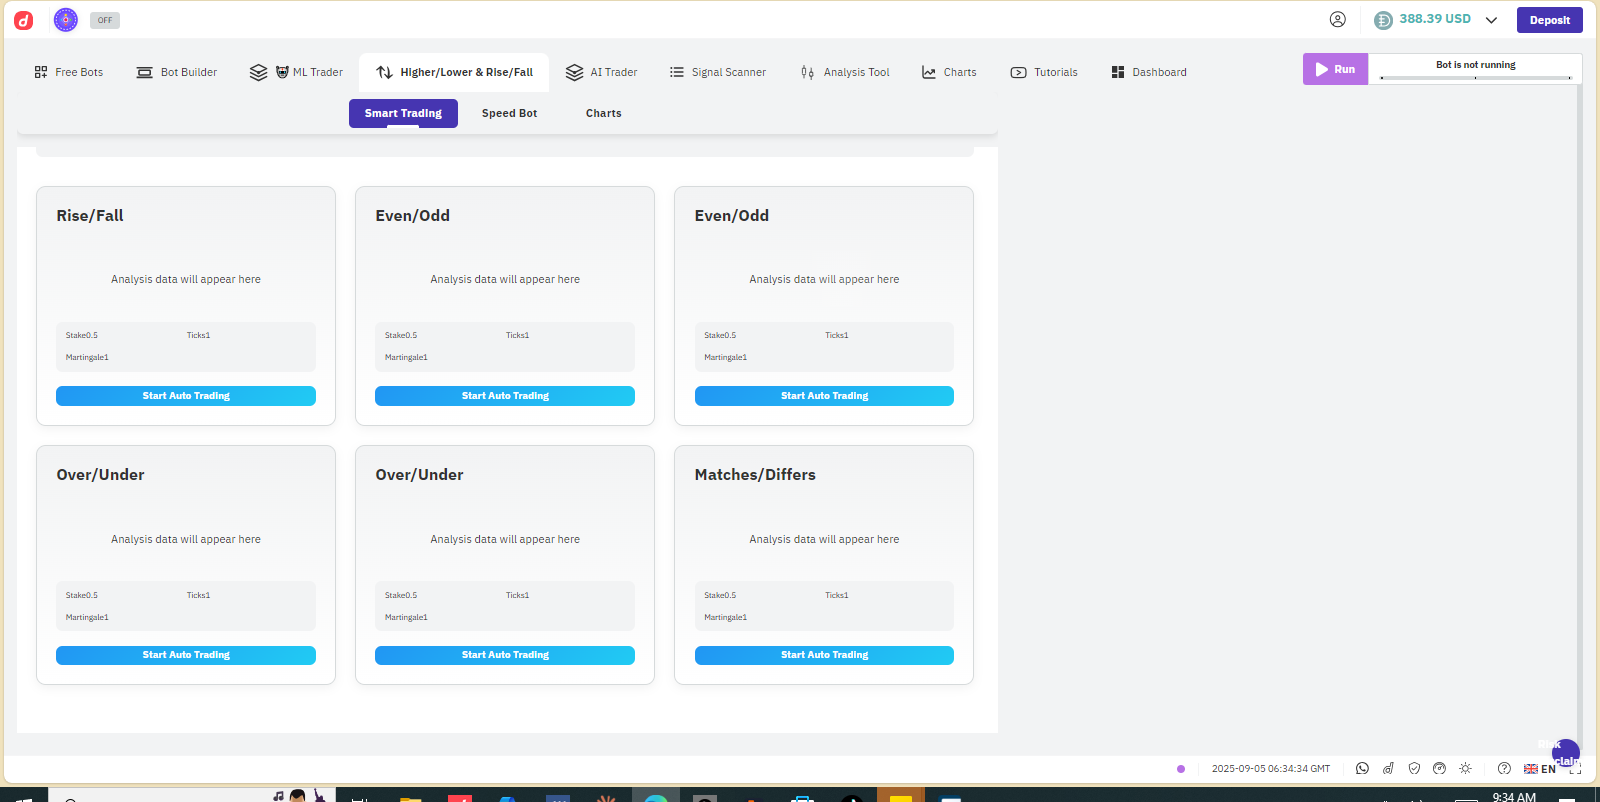 OFF
388.39 USD
Deposit
Free Bots
Bot Builder
ML Trader
Higher/Lower & Rise/Fall
AI Trader
Signal Scanner
Analysis Tool
Charts
Tutorials
Dashboard
Run
Bot is not running
Smart Trading
Speed Bot
Charts
Rise/Fall
Analysis data will appear here
Stake0.5
Ticks1
Martingale1
Start Auto Trading
Even/Odd
Analysis data will appear here
Stake0.5
Ticks1
Martingale1
Start Auto Trading
Even/Odd
Analysis data will appear here
Stake0.5
Ticks1
Martingale1
Start Auto Trading
Over/Under
Analysis data will appear here
Stake0.5
Ticks1
Martingale1
Start Auto Trading
Over/Under
Analysis data will appear here
Stake0.5
Ticks1
Martingale1
Start Auto Trading
Matches/Differs
Analysis data will appear here
Stake0.5
Ticks1
Martingale1
Start Auto Trading
2025-09-05 06:34:34 GMT
EN
9:34 AM